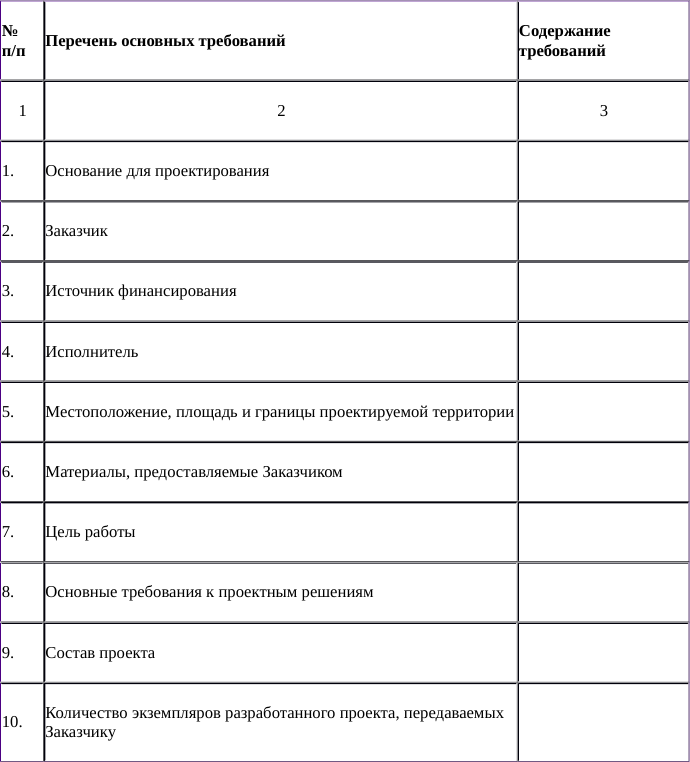 № п/п Перечень основных требований Содержание требований
1 2 3
1. Основание для проектирования
2. Заказчик
3. Источник финансирования
4. Исполнитель
5. Местоположение, площадь и границы проектируемой территории
6. Материалы, предоставляемые Заказчиком
7. Цель работы
8. Основные требования к проектным решениям
9. Состав проекта
10. Количество экземпляров разработанного проекта, передаваемых
Заказчику